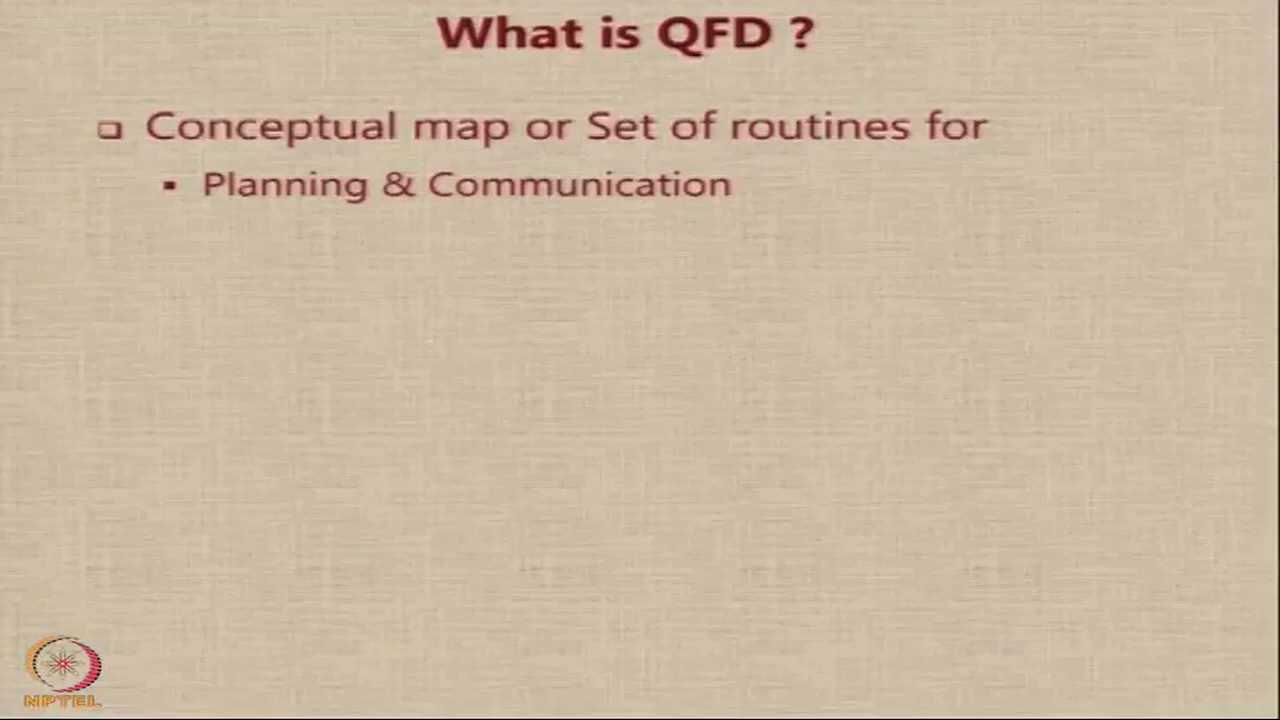 What is QFD ?
Conceptual map or Set of routines for
Planning & Communication
NPTEL